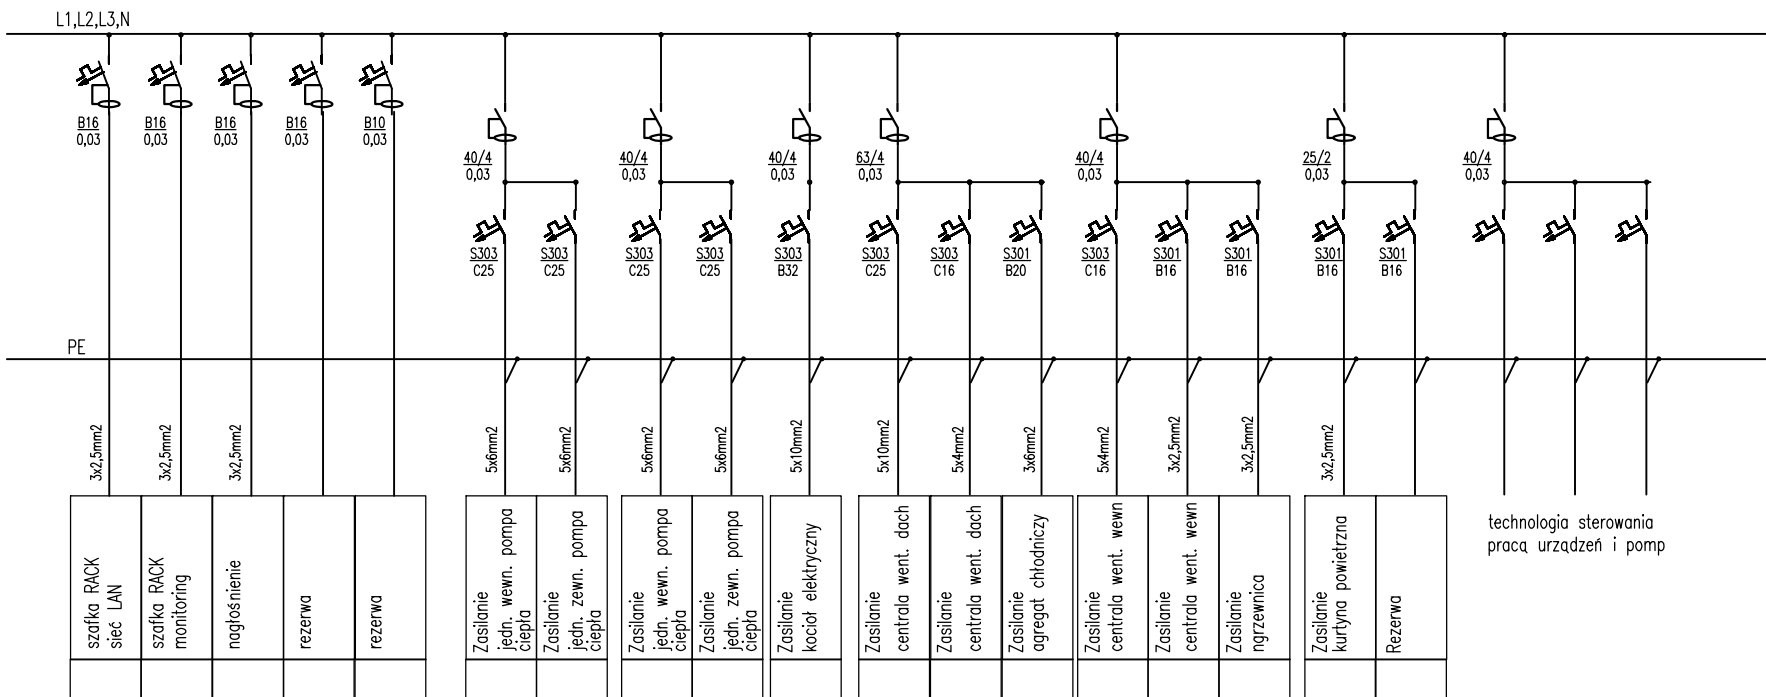 L1,L2,L3,N
B16
0,03
B16
0,03
B16
0,03
B16
0,03
B10
0,03
40/4
0,03
40/4
0,03
40/4
0,03
63/4
0,03
40/4
0,03
25/2
0,03
40/4
0,03
S303
C25
S303
C25
S303
C25
S303
C25
S303
B32
S303
C25
S303
C16
S301
B20
S303
C16
S301
B16
S301
B16
S301
B16
S301
B16
PE
3x2,5mm2
3x2,5mm2
3x2,5mm2
5x6mm2
5x6mm2
5x6mm2
5x6mm2
5x10mm2
5x10mm2
5x4mm2
3x6mm2
5x4mm2
3x2,5mm2
3x2,5mm2
3x2,5mm2
szafka RACK
sieć LAN
szafka RACK
monitoring
nagłośnienie
rezerwa
rezerwa
Zasilanie
jedn. wewn. pompa
ciepła
Zasilanie
jedn. zewn. pompa
ciepła
Zasilanie
jedn. wewn. pompa
ciepła
Zasilanie
jedn. zewn. pompa
ciepła
Zasilanie
kocioł elektryczny
Zasilanie
centrala went. dach
Zasilanie
centrala went. dach
Zasilanie
agregat chłodniczy
Zasilanie
centrala went. wewn
Zasilanie
centrala went. wewn
Zasilanie
ngrzewnica
Zasilanie
kurtyna powietrzna
Rezerwa
technologia sterowania
pracą urządzeń i pomp